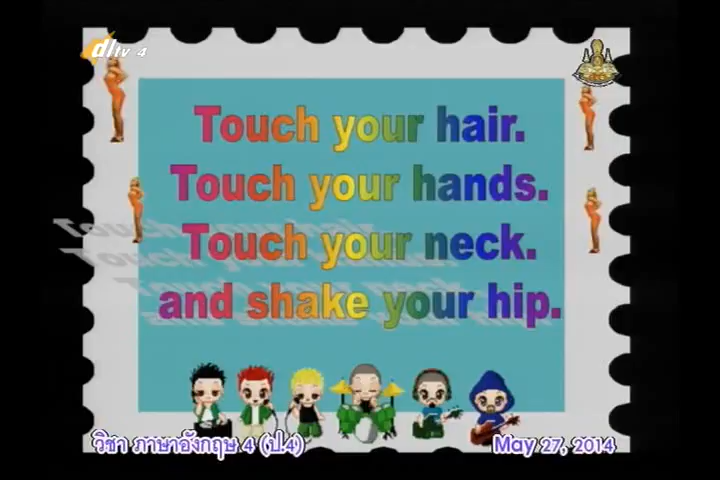 dltv 4
Touch your hair.
Touch your hands.
Touch your neck.
and shake your hip.
วิชา ภาษาอังกฤษ 4 (ป.4)
May 27, 2014